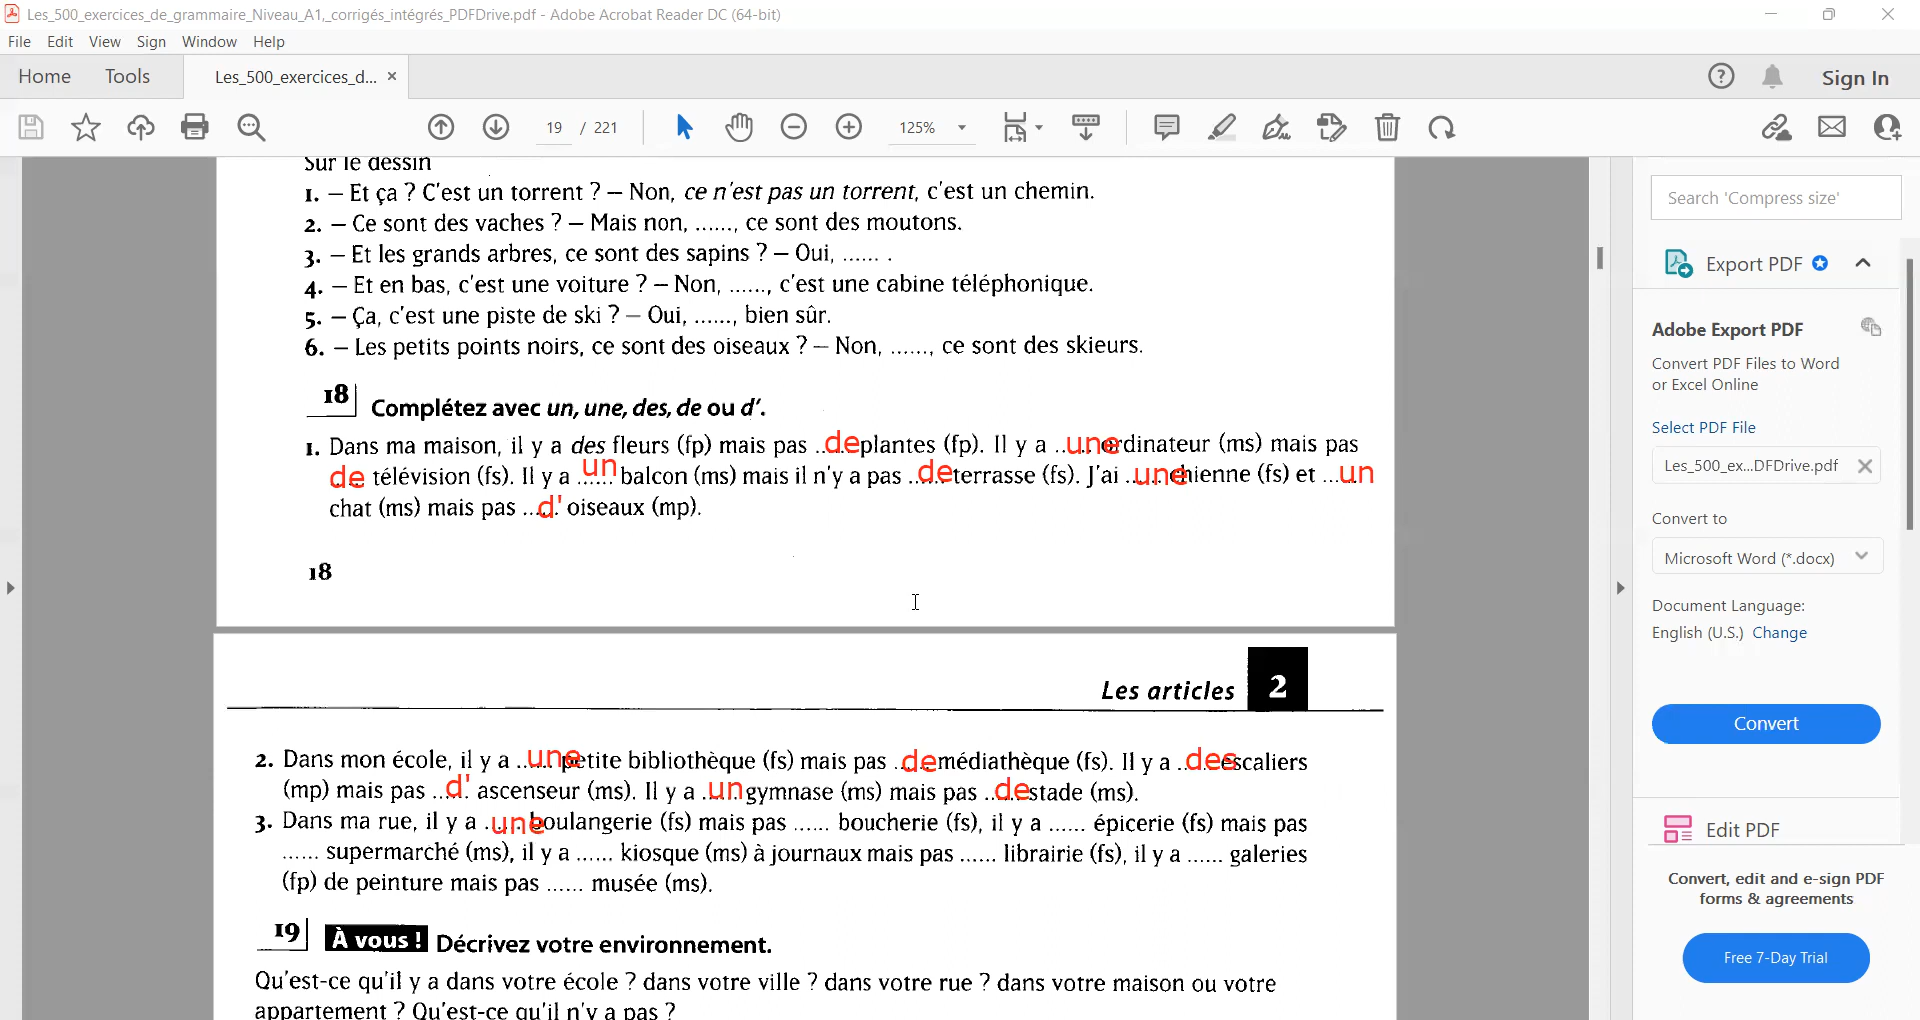 Les_500_exercices_de_grammaire_Niveau_A1,_corrigés_intégrés_PDFDrive.pdf - Adobe Acrobat Reader DC (64-bit)
File Edit View Sign Window Help
Home Tools Les_500_exercices_d... × Sign In
19 / 221 125%
Sur le dessin
1. – Et ça ? C'est un torrent ? – Non, ce n'est pas un torrent, c'est un chemin.
2. – Ce sont des vaches ? – Mais non, ......, ce sont des moutons.
3. – Et les grands arbres, ce sont des sapins ? – Oui, ...... .
4. – Et en bas, c'est une voiture ? – Non, ......, c'est une cabine téléphonique.
5. – Ça, c'est une piste de ski ? – Oui, ......, bien sûr.
6. – Les petits points noirs, ce sont des oiseaux ? – Non, ......, ce sont des skieurs.
18 Complétez avec un, une, des, de ou d'.
1. Dans ma maison, il y a des fleurs (fp) mais pas de plantes (fp). Il y a une ordinateur (ms) mais pas
de télévision (fs). Il y a un balcon (ms) mais il n'y a pas de terrasse (fs). J'ai une chienne (fs) et un
chat (ms) mais pas d' oiseaux (mp).
18
Les articles 2
2. Dans mon école, il y a une petite bibliothèque (fs) mais pas de médiathèque (fs). Il y a des escaliers
(mp) mais pas d' ascenseur (ms). Il y a un gymnase (ms) mais pas de stade (ms).
3. Dans ma rue, il y a une boulangerie (fs) mais pas ...... boucherie (fs), il y a ...... épicerie (fs) mais pas
...... supermarché (ms), il y a ...... kiosque (ms) à journaux mais pas ...... librairie (fs), il y a ...... galeries
(fp) de peinture mais pas ...... musée (ms).
19 À vous ! Décrivez votre environnement.
Qu'est-ce qu'il y a dans votre école ? dans votre ville ? dans votre rue ? dans votre maison ou votre
appartement ? Qu'est-ce qu'il n'y a pas ?
Search 'Compress size'
Export PDF
Adobe Export PDF
Convert PDF Files to Word
or Excel Online
Select PDF File
Les_500_ex...DFDrive.pdf
Convert to
Microsoft Word (*.docx)
Document Language:
English (U.S.) Change
Convert
Edit PDF
Convert, edit and e-sign PDF
forms & agreements
Free 7-Day Trial